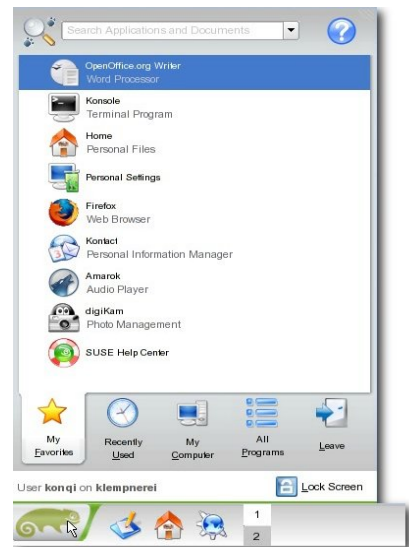 Search Applications and Documents
OpenOffice.org Writer
Word Processor
Konsole
Terminal Program
Home
Personal Files
Personal Settings
Firefox
Web Browser
Kontact
Personal Information Manager
Amarok
Audio Player
digiKam
Photo Management
SUSE Help Center
My Favorites
Recently Used
My Computer
All Programs
Leave
User konqi on klempnerei
Lock Screen
1
2